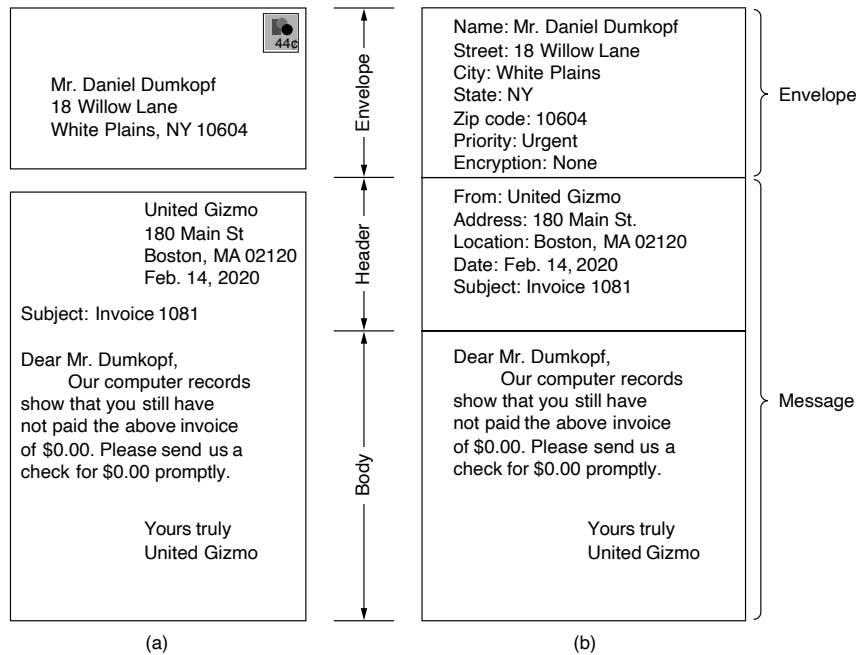 44¢
Mr. Daniel Dumkopf
18 Willow Lane
White Plains, NY 10604
United Gizmo
180 Main St
Boston, MA 02120
Feb. 14, 2020
Subject: Invoice 1081
Dear Mr. Dumkopf,
Our computer records
show that you still have
not paid the above invoice
of $0.00. Please send us a
check for $0.00 promptly.
Yours truly
United Gizmo
(a)
Envelope
Header
Body
Name: Mr. Daniel Dumkopf
Street: 18 Willow Lane
City: White Plains
State: NY
Zip code: 10604
Priority: Urgent
Encryption: None
From: United Gizmo
Address: 180 Main St.
Location: Boston, MA 02120
Date: Feb. 14, 2020
Subject: Invoice 1081
Dear Mr. Dumkopf,
Our computer records
show that you still have
not paid the above invoice
of $0.00. Please send us a
check for $0.00 promptly.
Yours truly
United Gizmo
(b)
Envelope
Message